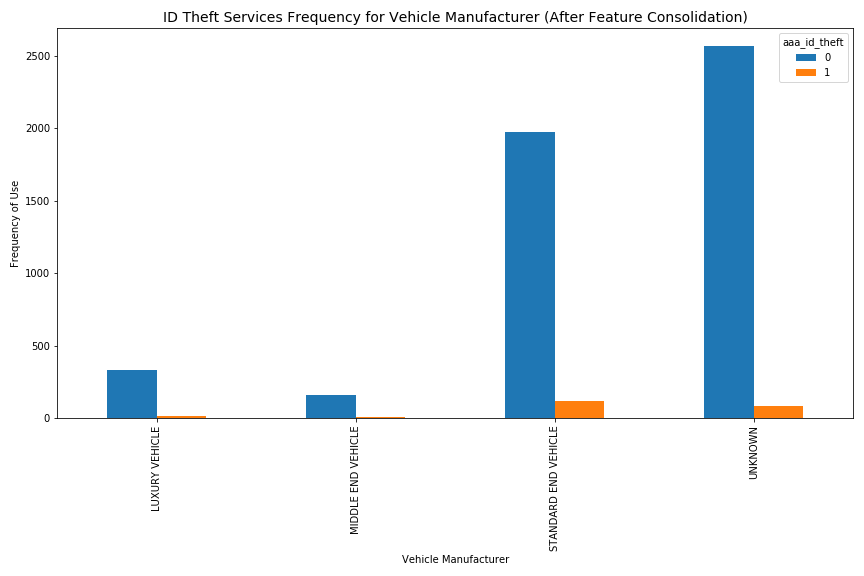 ID Theft Services Frequency for Vehicle Manufacturer (After Feature Consolidation)
aaa_id_theft
0
1
2500
2000
1500
1000
500
0
Frequency of Use
LUXURY VEHICLE
MIDDLE END VEHICLE
STANDARD END VEHICLE
UNKNOWN
Vehicle Manufacturer